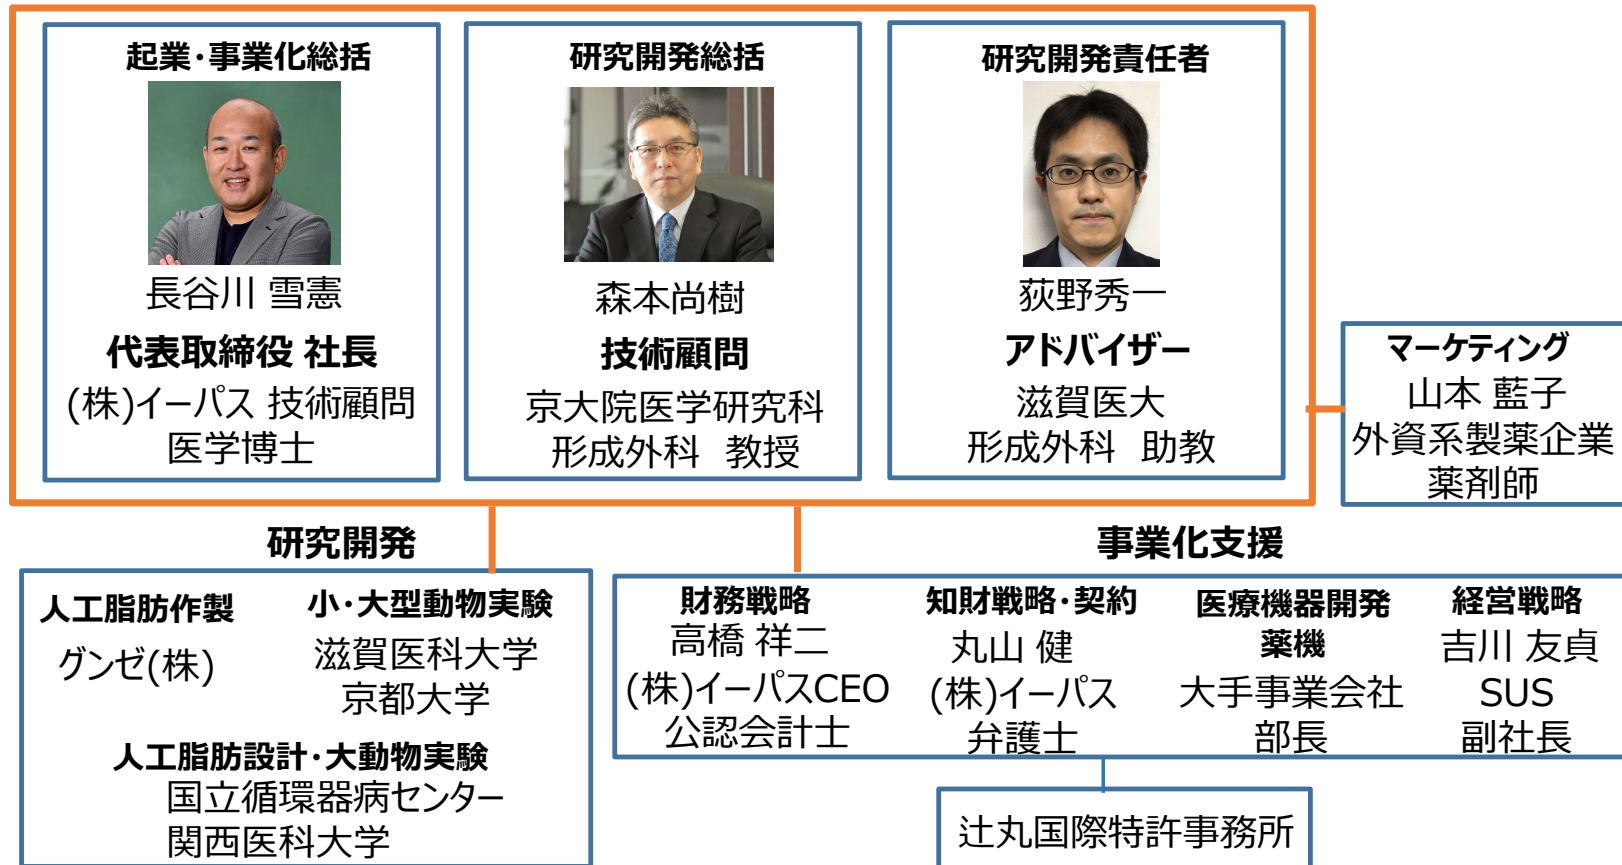 起業・事業化総括
長谷川 雪憲
代表取締役 社長
(株)イーパス 技術顧問
医学博士
研究開発総括
森本尚樹
技術顧問
京大院医学研究科
形成外科 教授
研究開発責任者
荻野秀一
アドバイザー
滋賀医大
形成外科 助教
マーケティング
山本 藍子
外資系製薬企業
薬剤師
研究開発
人工脂肪作製
グンゼ(株)
小・大型動物実験
滋賀医科大学
京都大学
人工脂肪設計・大動物実験
国立循環器病センター
関西医科大学
事業化支援
財務戦略
高橋 祥二
(株)イーパスCEO
公認会計士
知財戦略・契約
丸山 健
(株)イーパス
弁護士
医療機器開発
薬機
大手事業会社
部長
経営戦略
吉川 友貞
SUS
副社長
辻丸国際特許事務所